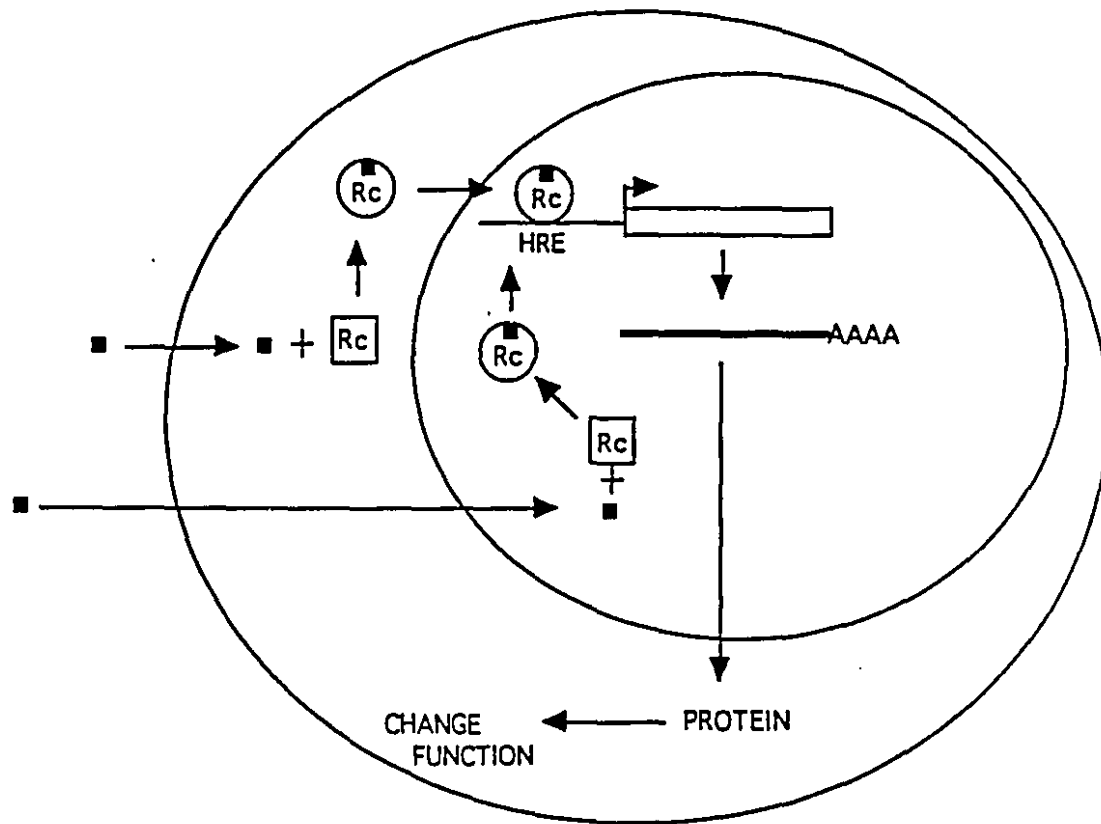 Rc
Rc
HRE
Rc
Rc
AAAA
Rc
+
+
CHANGE
FUNCTION
PROTEIN